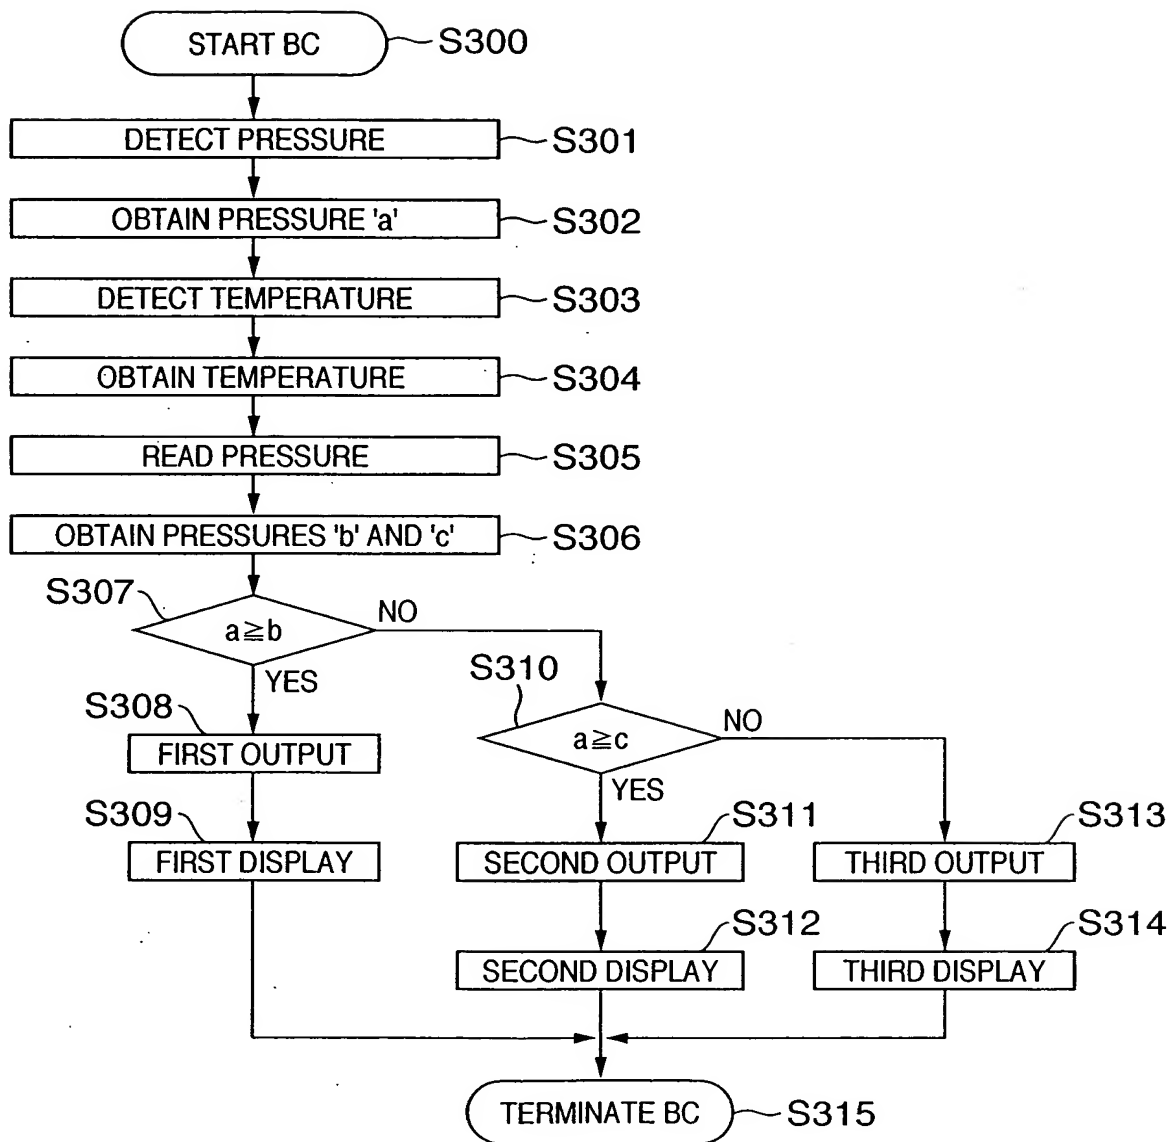 START BC
S300
DETECT PRESSURE
S301
OBTAIN PRESSURE 'a'
S302
DETECT TEMPERATURE
S303
OBTAIN TEMPERATURE
S304
READ PRESSURE
S305
OBTAIN PRESSURES 'b' AND 'c'
S306
S307
a≧b
NO
YES
S310
a≧c
NO
YES
S308
FIRST OUTPUT
S309
FIRST DISPLAY
S311
SECOND OUTPUT
S313
THIRD OUTPUT
S312
SECOND DISPLAY
S314
THIRD DISPLAY
TERMINATE BC
S315